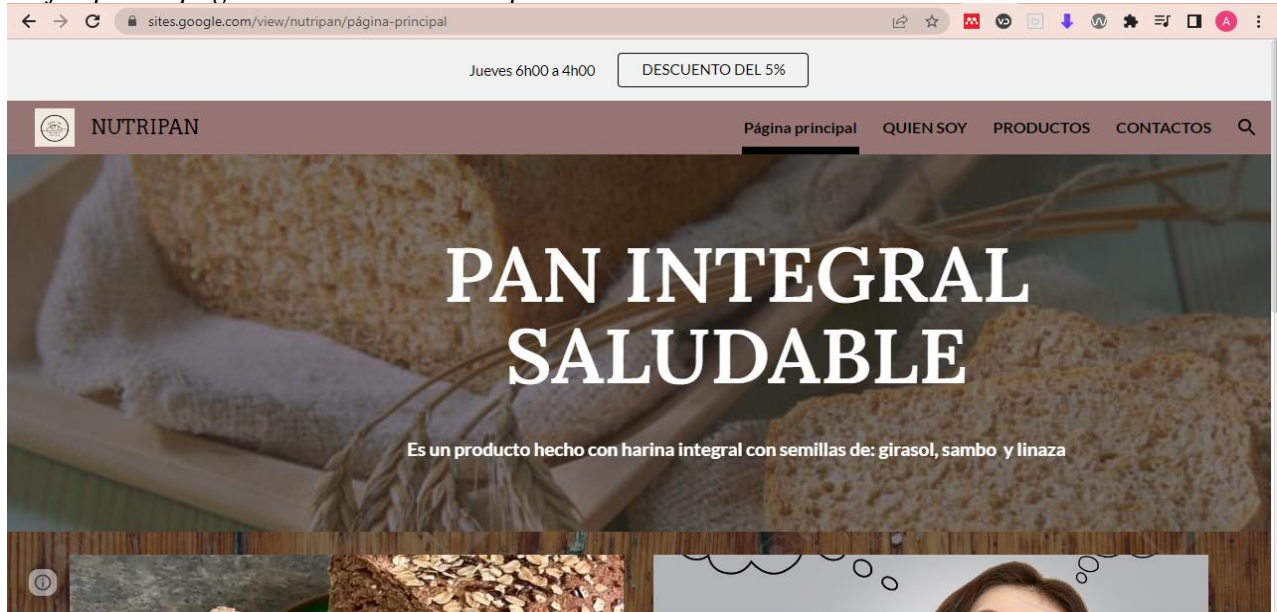 sites.google.com/view/nutripan/página-principal
A
Jueves 6h00 a 4h00 DESCUENTO DEL 5%
NUTRIPAN Página principal QUIEN SOY PRODUCTOS CONTACTOS
PAN INTEGRAL
SALUDABLE
Es un producto hecho con harina integral con semillas de: girasol, sambo y linaza